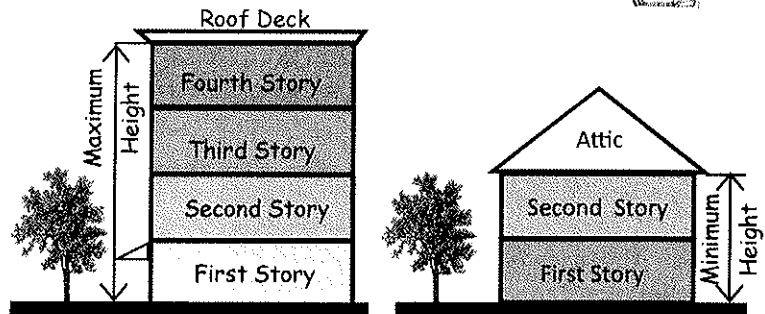 Roof Deck
Maximum
Height
Fourth Story
Third Story
Second Story
First Story
Attic
Second Story
First Story
Minimum
Height